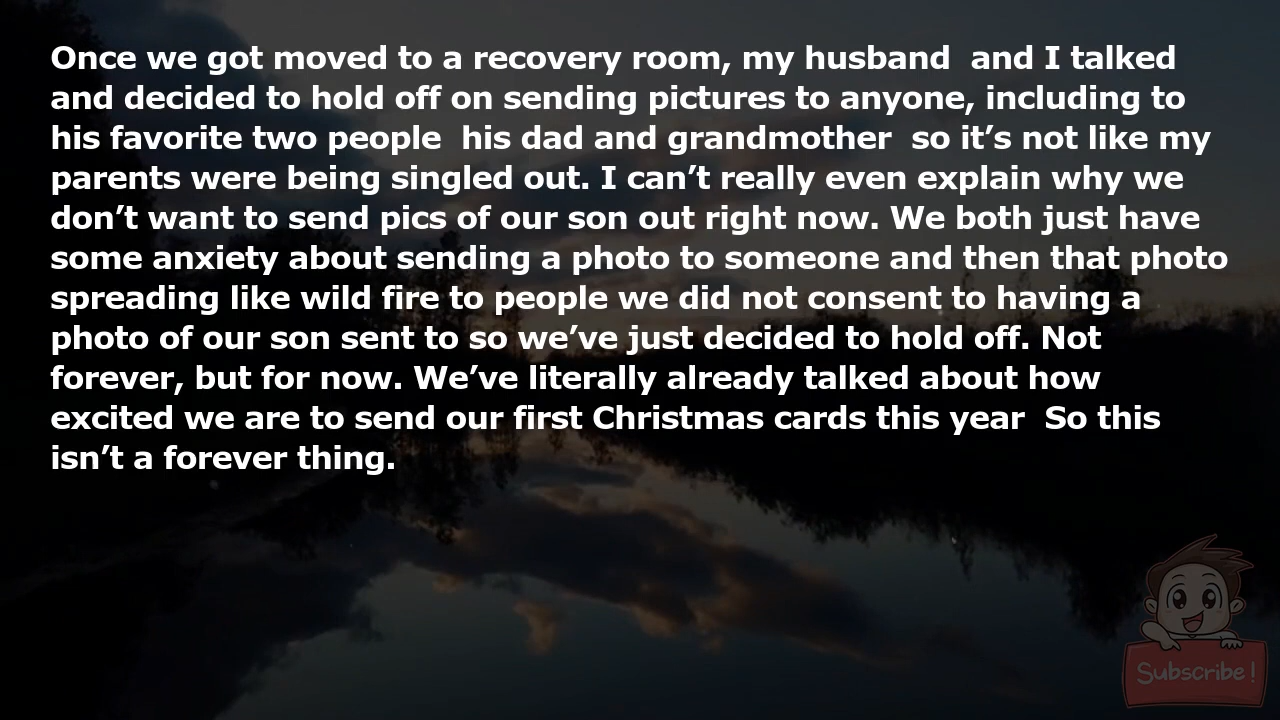 Once we got moved to a recovery room, my husband  and I talked
and decided to hold off on sending pictures to anyone, including to
his favorite two people  his dad and grandmother  so it’s not like my
parents were being singled out. I can’t really even explain why we
don’t want to send pics of our son out right now. We both just have
some anxiety about sending a photo to someone and then that photo
spreading like wild fire to people we did not consent to having a
photo of our son sent to so we’ve just decided to hold off. Not
forever, but for now. We’ve literally already talked about how
excited we are to send our first Christmas cards this year  So this
isn’t a forever thing.
Subscribe!